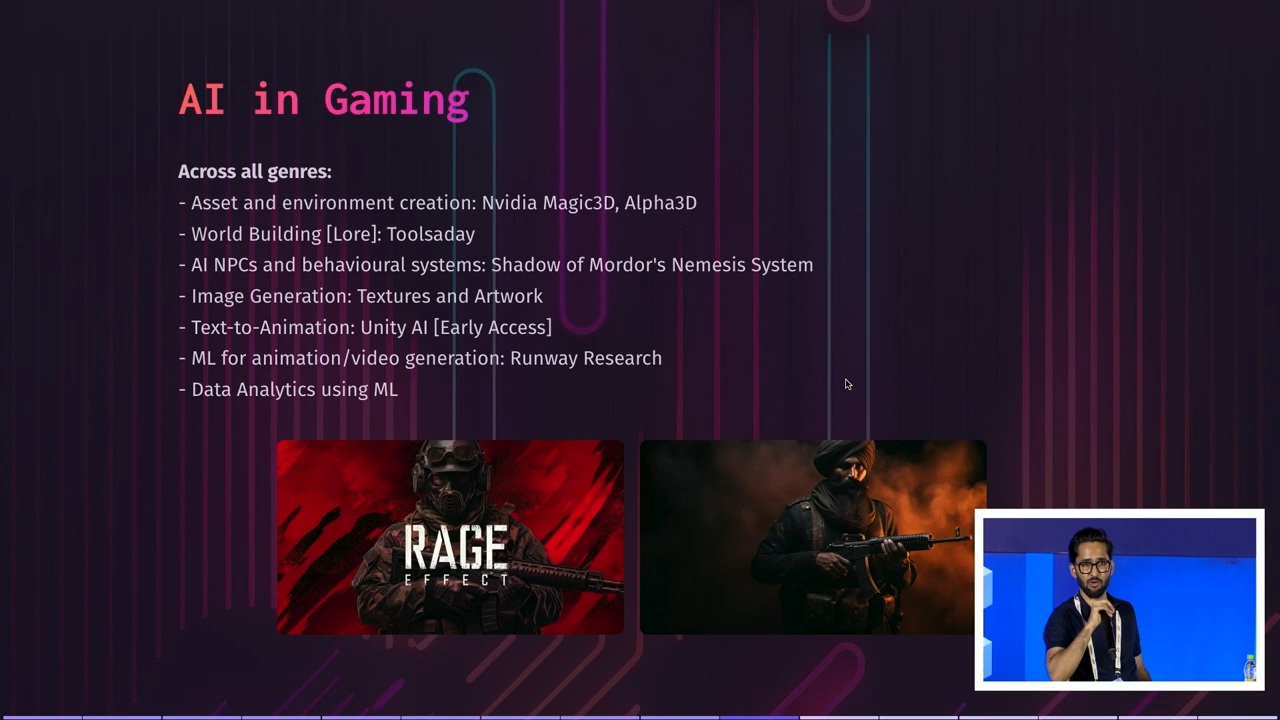 AI in Gaming
Across all genres:
- Asset and environment creation: Nvidia Magic3D, Alpha3D
- World Building [Lore]: Toolsaday
- AI NPCs and behavioural systems: Shadow of Mordor's Nemesis System
- Image Generation: Textures and Artwork
- Text-to-Animation: Unity AI [Early Access]
- ML for animation/video generation: Runway Research
- Data Analytics using ML
RAGE
EFFECT